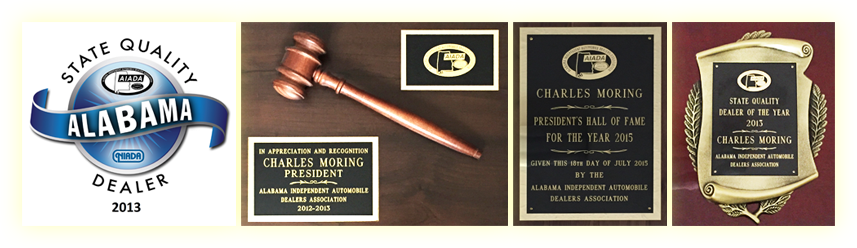 STATE QUALITY
AIADA
ALABAMA
NIADA
DEALER
2013
AIADA
IN APPRECIATION AND RECOGNITION
CHARLES MORING
PRESIDENT
ALABAMA INDEPENDENT AUTOMOBILE
DEALERS ASSOCIATION
2012-2013
AIADA
CHARLES MORING
PRESIDENT'S HALL OF FAME
FOR THE YEAR 2015
GIVEN THIS 18TH DAY OF JULY 2015
BY THE
ALABAMA INDEPENDENT AUTOMOBILE
DEALERS ASSOCIATION
STATE QUALITY
DEALER OF THE YEAR
2013
CHARLES MORING
ALABAMA INDEPENDENT AUTOMOBILE
DEALERS ASSOCIATION